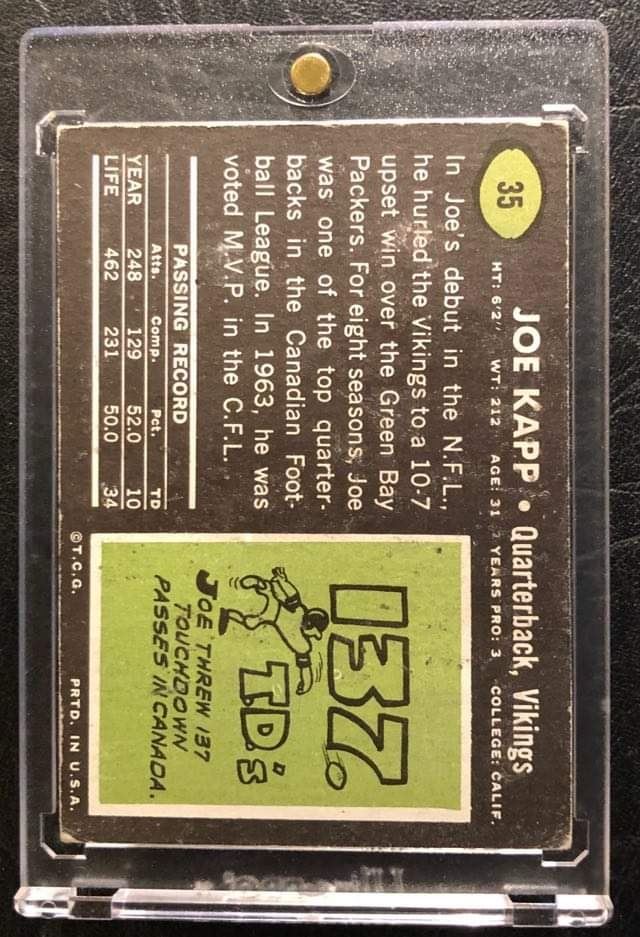 35
JOE KAPP • Quarterback, Vikings
HT: 6'2" WT: 212 AGE: 31 YEARS PRO: 3 COLLEGE: CALIF.
In Joe's debut in the N.F.L.,
he hurled the Vikings to a 10-7
upset win over the Green Bay
Packers. For eight seasons, Joe
was one of the top quarter-
backs in the Canadian Foot-
ball League. In 1963, he was
voted M.V.P. in the C.F.L.
PASSING RECORD
Atts. Comp. Pct. TD
YEAR 248 129 52.0 10
LIFE 462 231 50.0 34
137
TD's
JOE THREW 137
TOUCHDOWN
PASSES IN CANADA.
©T.C.G. PRTD. IN U.S.A.